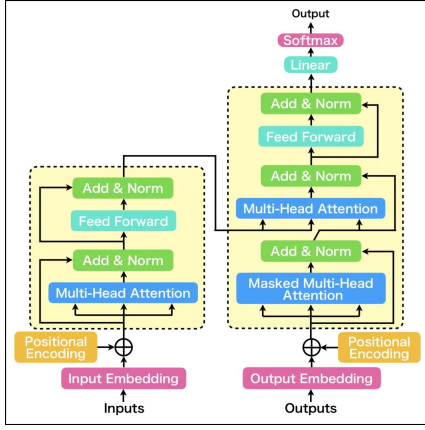 Output
Softmax
Linear
Add & Norm
Feed Forward
Add & Norm
Multi-Head Attention
Add & Norm
Masked Multi-Head
Attention
Positional
Encoding
Output Embedding
Outputs
Add & Norm
Feed Forward
Add & Norm
Multi-Head Attention
Positional
Encoding
Input Embedding
Inputs